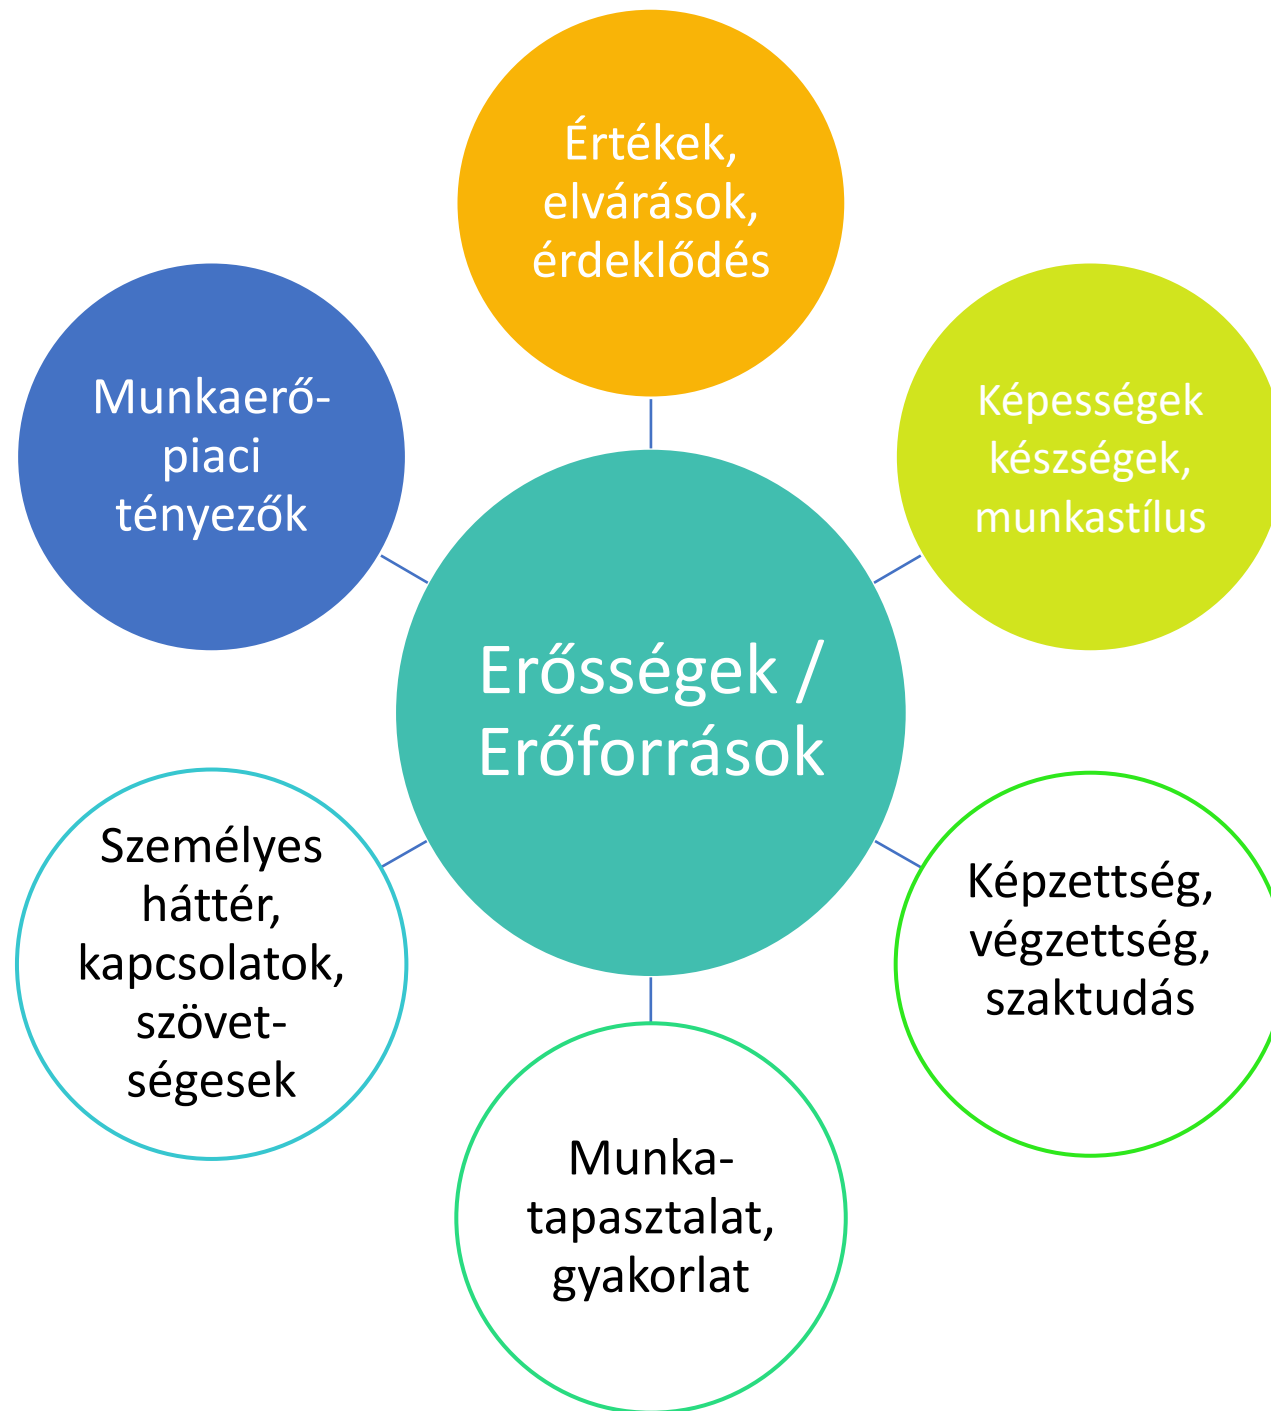 Értékek,
elvárások,
érdeklődés
Munkaerő-
piaci
tényezők
Képességek
készségek,
munkastílus
Erősségek /
Erőforrások
Személyes
háttér,
kapcsolatok,
szövet-
ségesek
Képzettség,
végzettség,
szaktudás
Munka-
tapasztalat,
gyakorlat